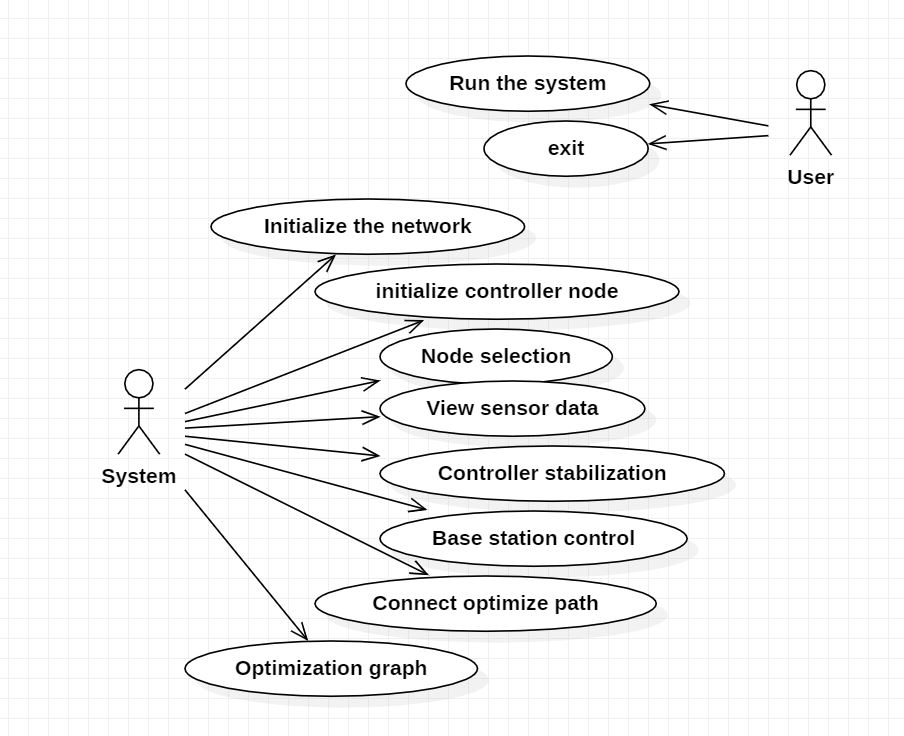 Run the system
exit
User
Initialize the network
initialize controller node
Node selection
View sensor data
Controller stabilization
System
Base station control
Connect optimize path
Optimization graph